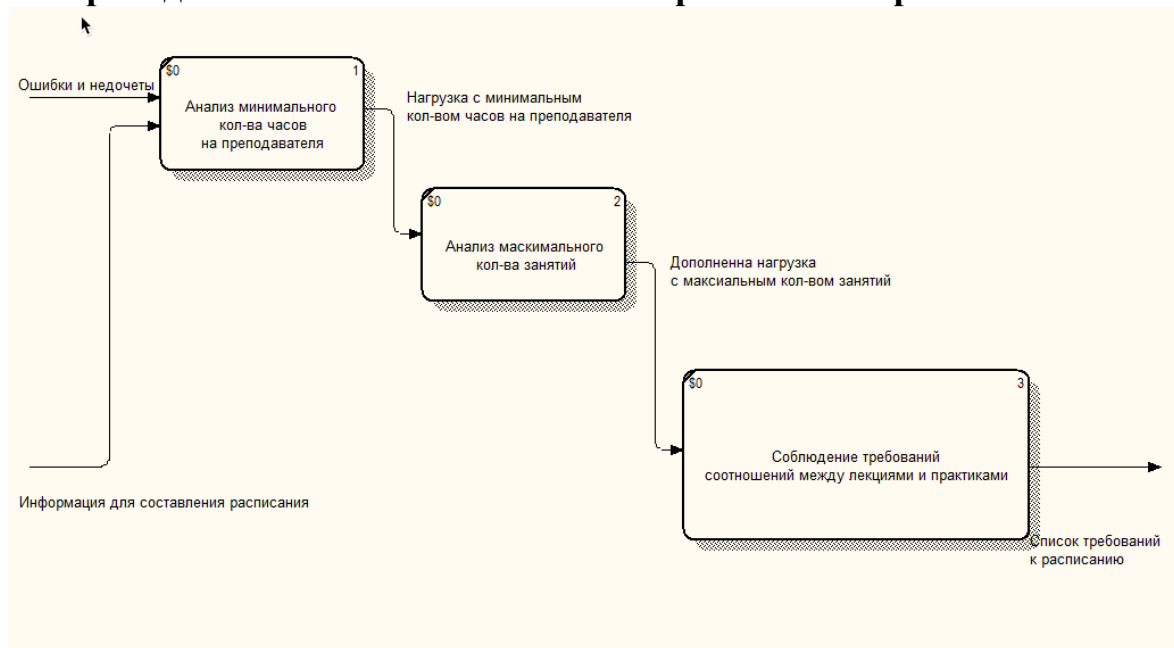 Ошибки и недочеты
$0 1
Анализ минимального
кол-ва часов
на преподавателя
Нагрузка с минимальным
кол-вом часов на преподавателя
$0 2
Анализ маскимального
кол-ва занятий
Дополненна нагрузка
с максиальным кол-вом занятий
$0 3
Соблюдение требований
соотношений между лекциями и практиками
Информация для составления расписания
Список требований
к расписанию